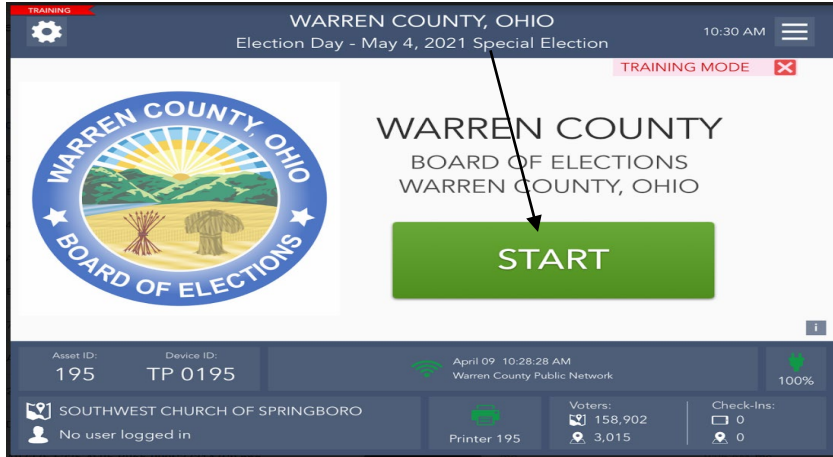 TRAINING
WARREN COUNTY, OHIO
Election Day - May 4, 2021 Special Election
10:30 AM
TRAINING MODE
WARREN COUNTY, OHIO
BOARD OF ELECTIONS
WARREN COUNTY
BOARD OF ELECTIONS
WARREN COUNTY, OHIO
START
i
Asset ID:
195
Device ID:
TP 0195
April 09 10:28:28 AM
Warren County Public Network
100%
SOUTHWEST CHURCH OF SPRINGBORO
No user logged in
Printer 195
Voters:
158,902
3,015
Check-Ins:
0
0